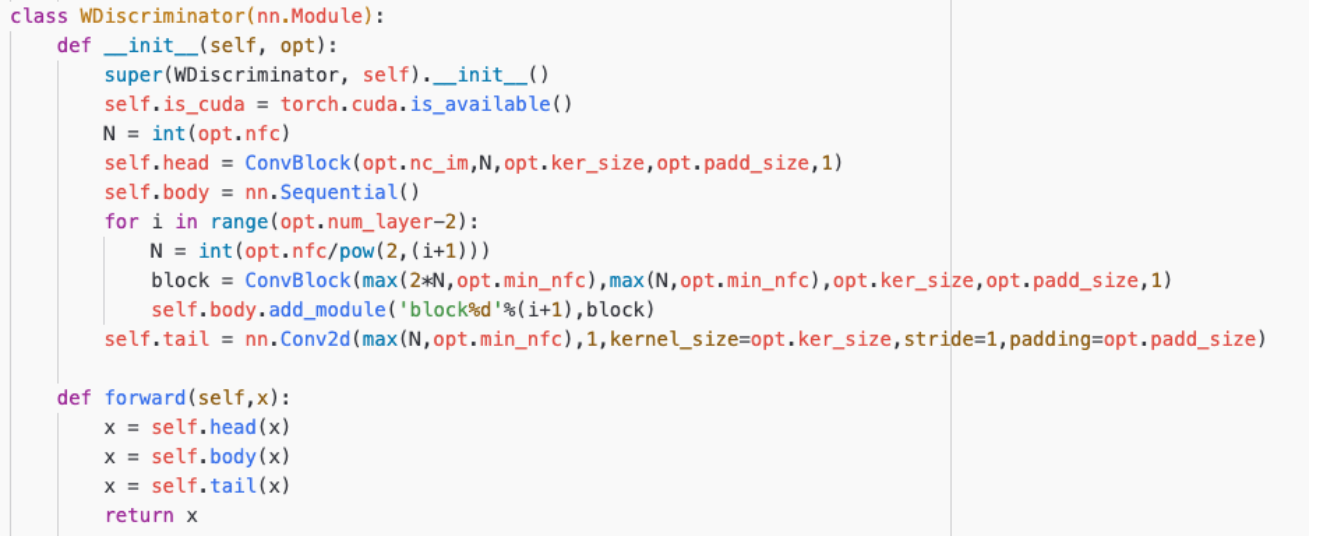 class WDiscriminator(nn.Module):
    def __init__(self, opt):
        super(WDiscriminator, self).__init__()
        self.is_cuda = torch.cuda.is_available()
        N = int(opt.nfc)
        self.head = ConvBlock(opt.nc_im,N,opt.ker_size,opt.padd_size,1)
        self.body = nn.Sequential()
        for i in range(opt.num_layer-2):
            N = int(opt.nfc/pow(2,(i+1)))
            block = ConvBlock(max(2*N,opt.min_nfc),max(N,opt.min_nfc),opt.ker_size,opt.padd_size,1)
            self.body.add_module('block%d'%(i+1),block)
        self.tail = nn.Conv2d(max(N,opt.min_nfc),1,kernel_size=opt.ker_size,stride=1,padding=opt.padd_size)

    def forward(self,x):
        x = self.head(x)
        x = self.body(x)
        x = self.tail(x)
        return x